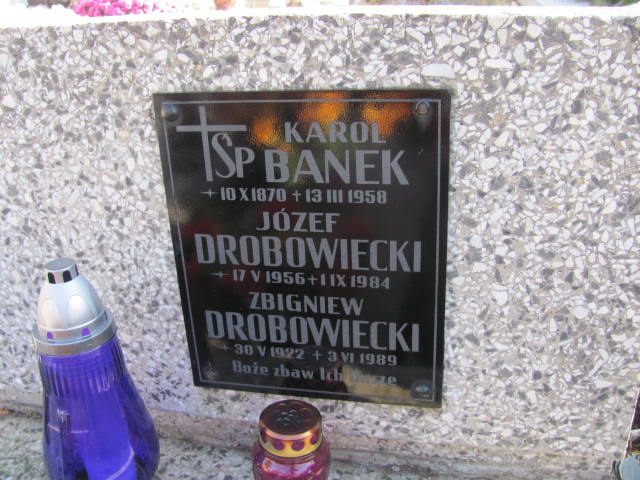 KAROL
ŚP BANEK
10 X 1870 + 13 III 1958
JÓZEF
DROBOWIECKI
17 V 1956 + 1 IX 1984
ZBIGNIEW
DROBOWIECKI
30 V 1922 + 3 VI 1989
Boże zbaw Ich